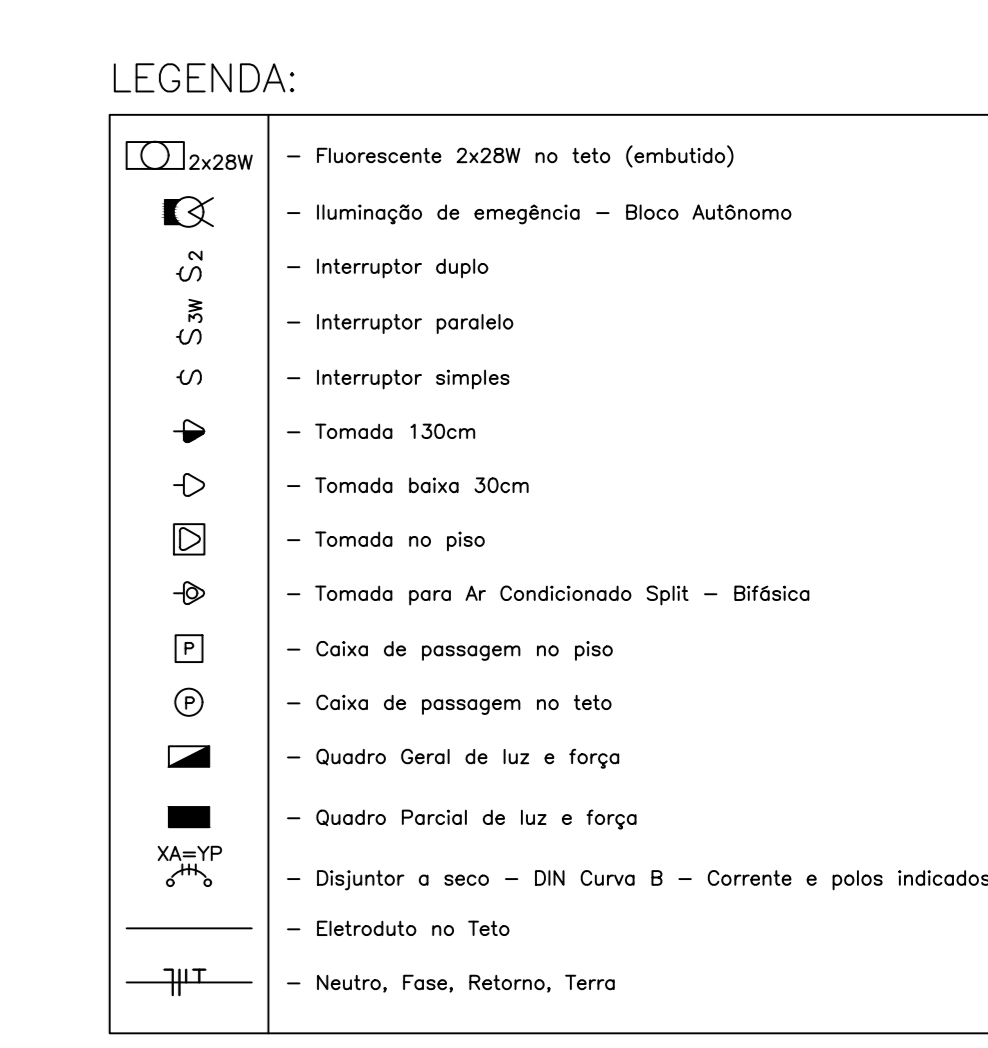 LEGENDA:
2x28W – Fluorescente 2x28W no teto (embutido)
– Iluminação de emegência – Bloco Autônomo
S2 – Interruptor duplo
S3W – Interruptor paralelo
S – Interruptor simples
– Tomada 130cm
– Tomada baixa 30cm
– Tomada no piso
– Tomada para Ar Condicionado Split – Bifásica
P – Caixa de passagem no piso
P – Caixa de passagem no teto
– Quadro Geral de luz e força
– Quadro Parcial de luz e força
XA=YP
– Disjuntor a seco – DIN Curva B – Corrente e polos indicados
– Eletroduto no Teto
– Neutro, Fase, Retorno, Terra